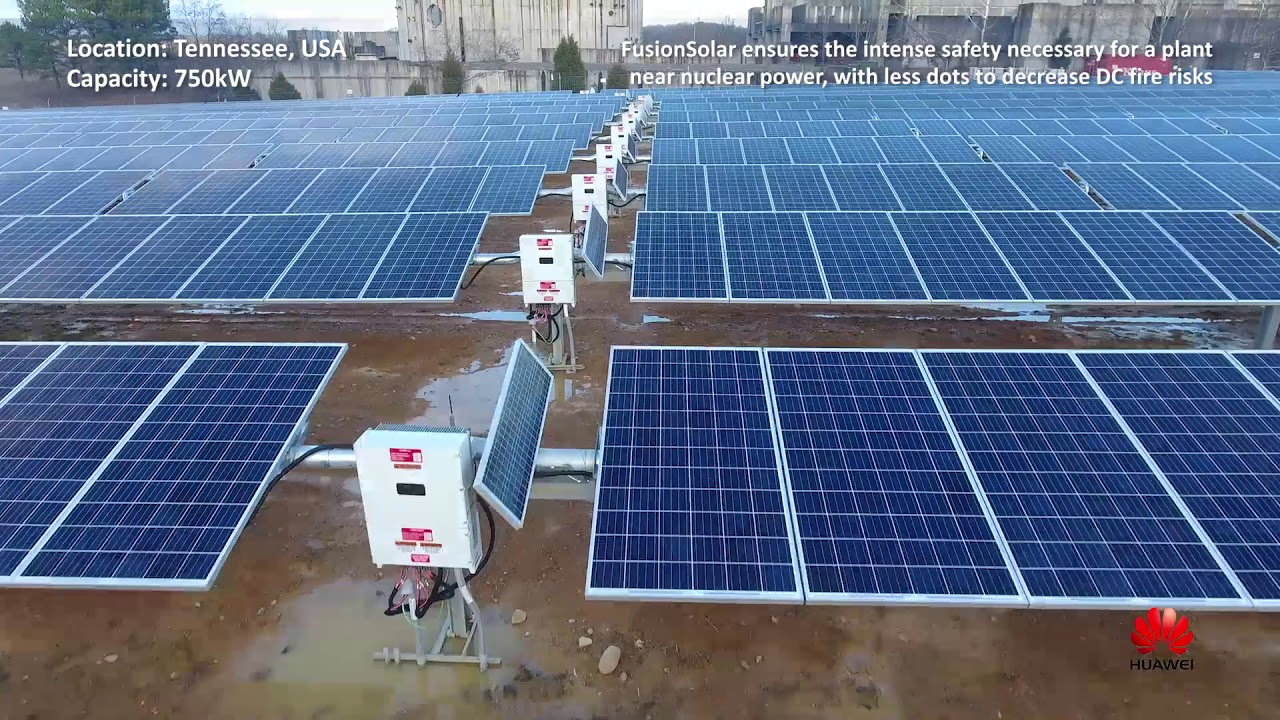 Location: Tennessee, USA
Capacity: 750kW
FusionSolar ensures the intense safety necessary for a plant
near nuclear power, with less dots to decrease DC fire risks
HUAWEI